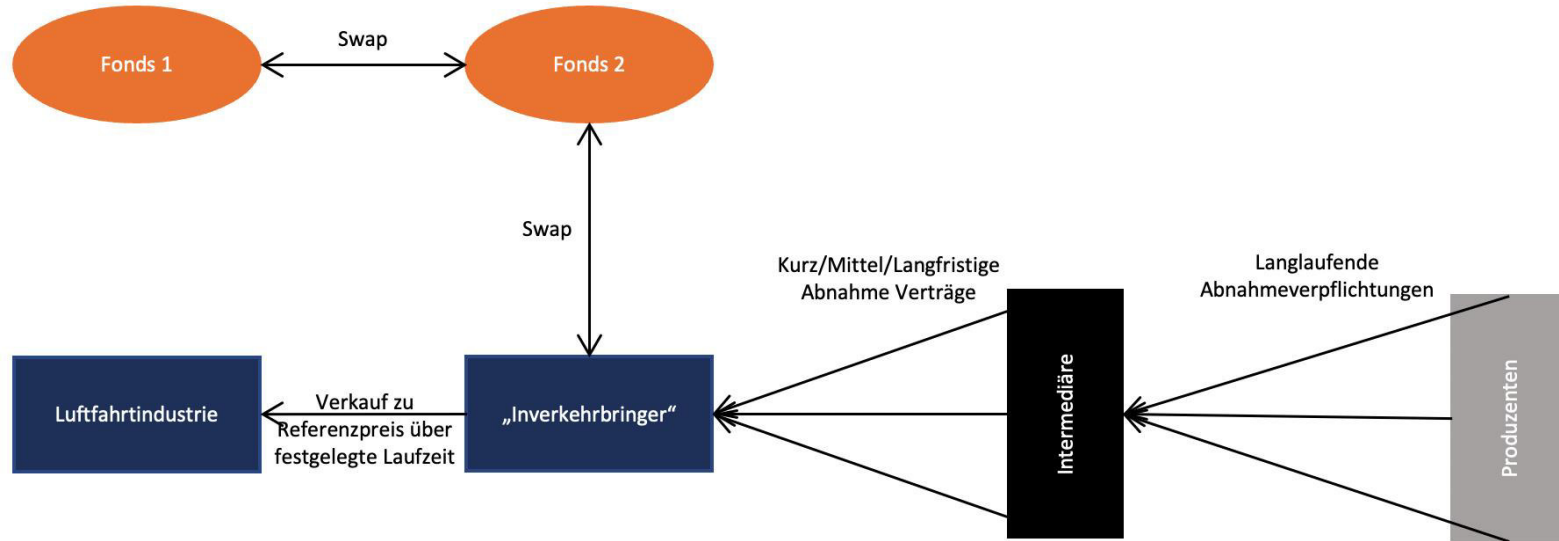 Swap
Fonds 1
Fonds 2
Swap
Kurz/Mittel/Langfristige
Abnahme Verträge
Langlaufende
Abnahmeverpflichtungen
Luftfahrtindustrie
Verkauf zu
Referenzpreis über
festgelegte Laufzeit
„Inverkehrbringer“
Intermediäre
Produzenten